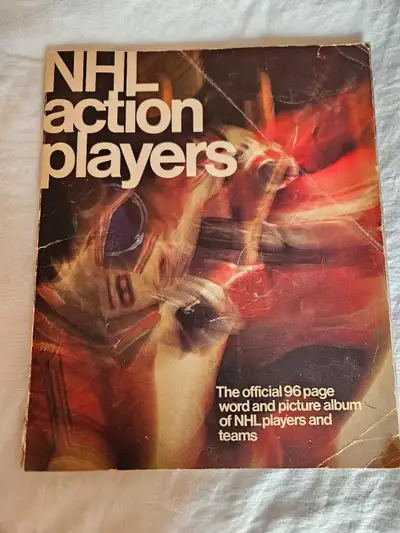 NHL
action
players
18
The official 96 page
word and picture album
of NHL players and
teams